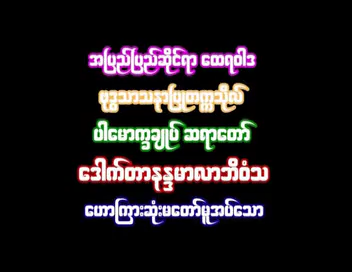 အပြည်ပြည်ဆိုင်ရာ ထေရဝါဒ
ဗုဒ္ဓသာသနာပြုတက္ကသိုလ်
ပါမောက္ခချုပ် ဆရာတော်
ဒေါက်တာနန္ဒမာလာဘိဝံသ
ဟောကြားဆုံးမတော်မူအပ်သော